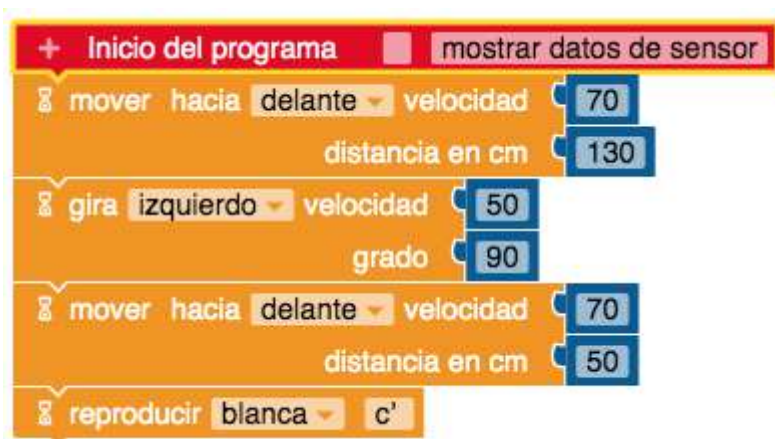 + Inicio del programa mostrar datos de sensor
mover hacia delante velocidad 70
distancia en cm 130
gira izquierdo velocidad 50
grado 90
mover hacia delante velocidad 70
distancia en cm 50
reproducir blanca c'